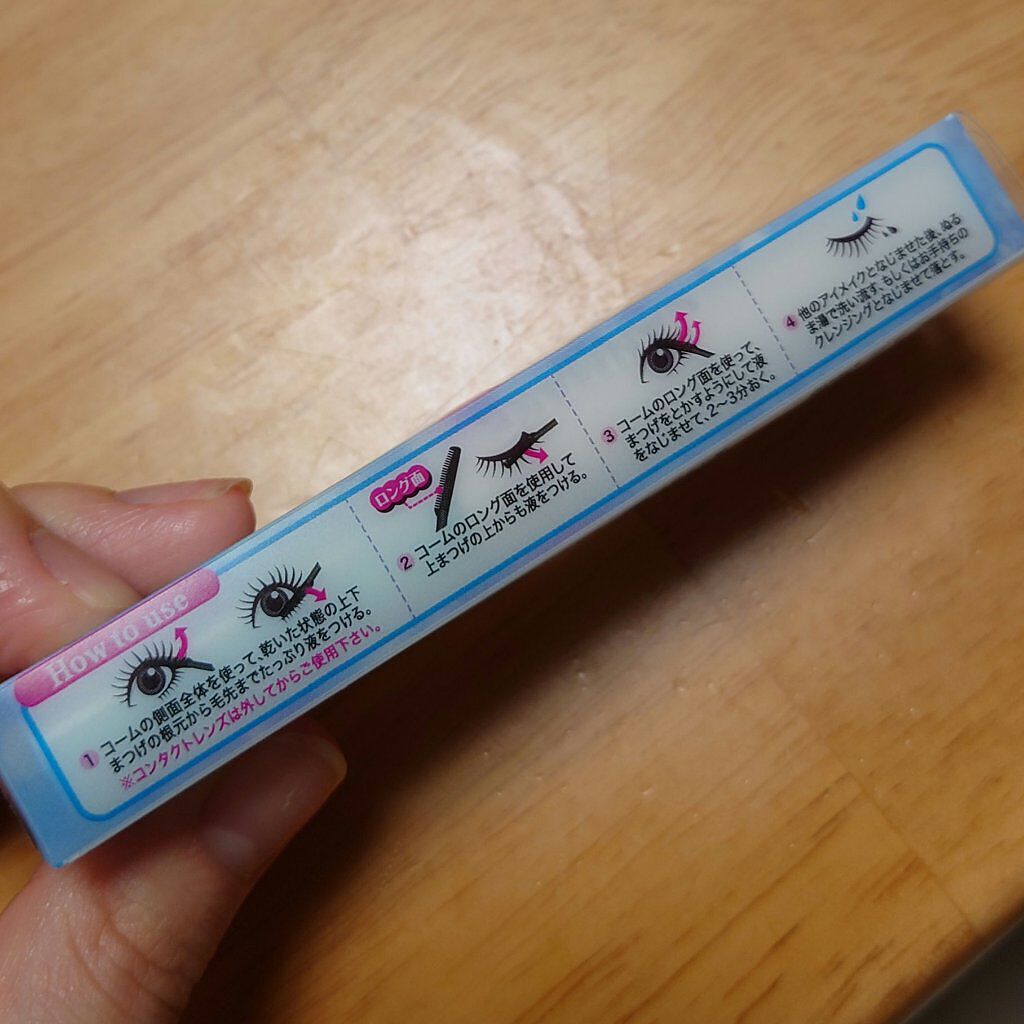 How to use
1 コームの側面全体を使って、乾いた状態の上下
まつげの根元から毛先までたっぷり液をつける。
※コンタクトレンズは外してからご使用下さい。
ロング面
2 コームのロング面を使用して
上まつげの上からも液をつける。
3 コームのロング面を使って、
まつげをとかすようにして液
をなじませて、2〜3分おく。
4 他のアイメイクとなじませた後、ぬる
ま湯で洗い流す、もしくはお手持ちの
クレンジングとなじませて落とす。